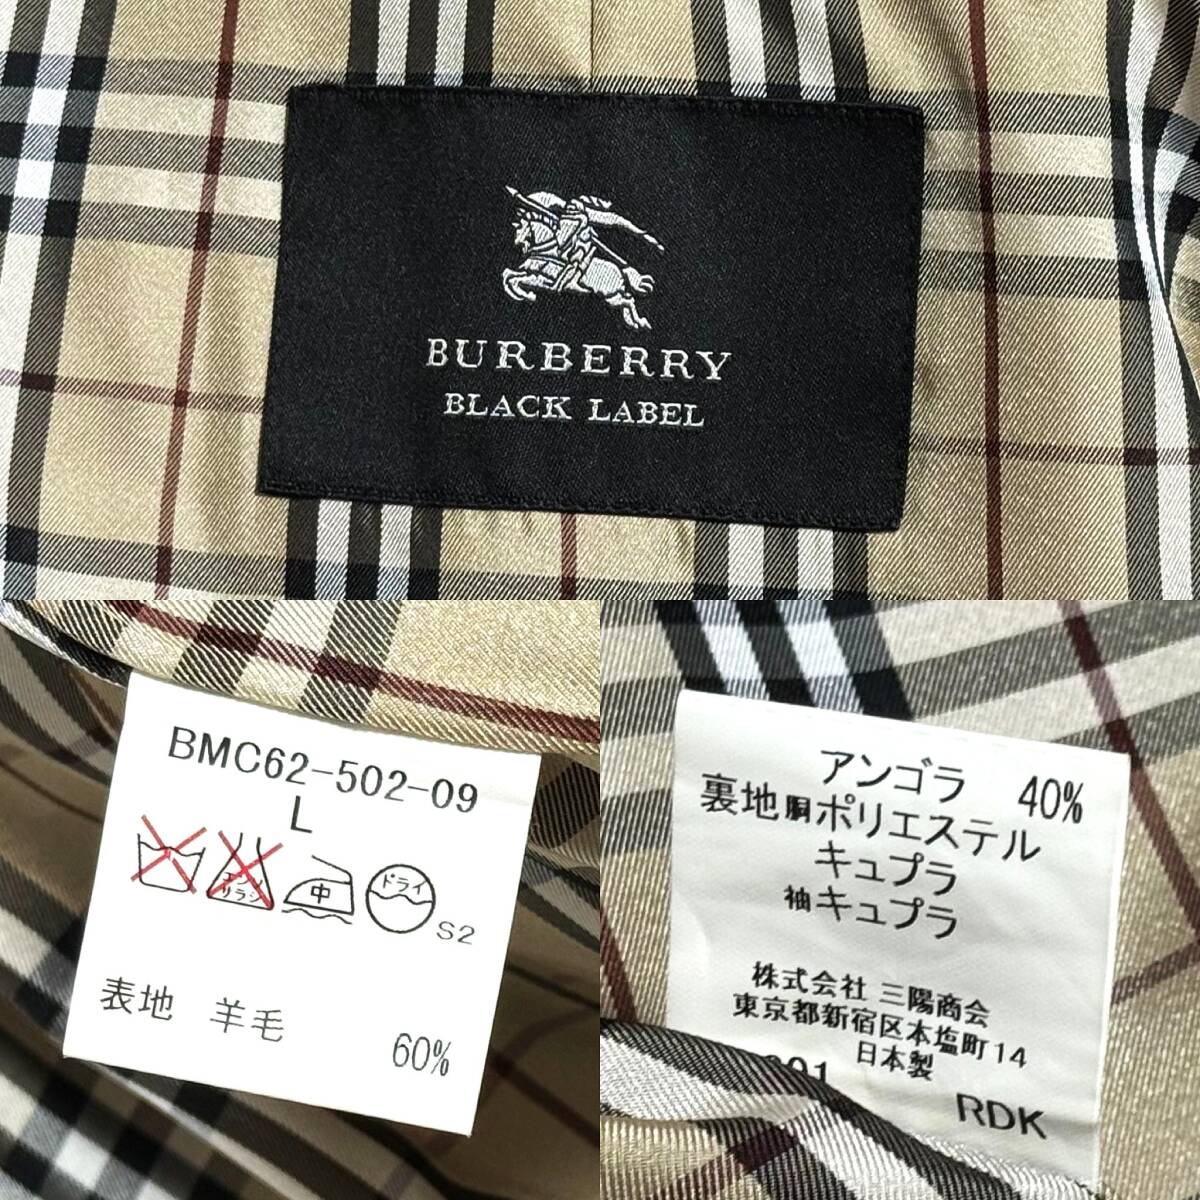 BURBERRY
BLACK LABEL
BMC62-502-09
L
中
ドライ
S2
表地 羊毛
60%
アンゴラ 40%
裏地胴ポリエステル
キュプラ
袖キュプラ
株式会社 三陽商会
東京都新宿区本塩町14
日本製
RDK